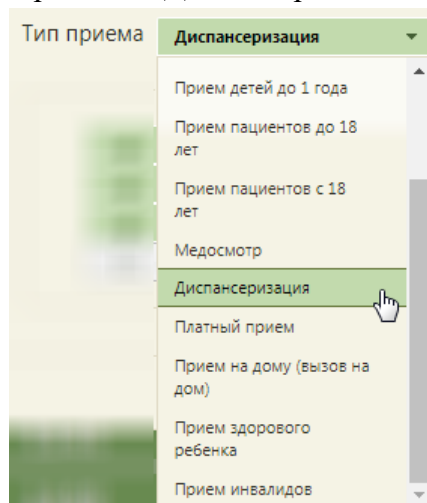 Тип приема
Диспансеризация
Прием детей до 1 года
Прием пациентов до 18
лет
Прием пациентов с 18
лет
Медосмотр
Диспансеризация
Платный прием
Прием на дому (вызов на
дом)
Прием здорового
ребенка
Прием инвалидов